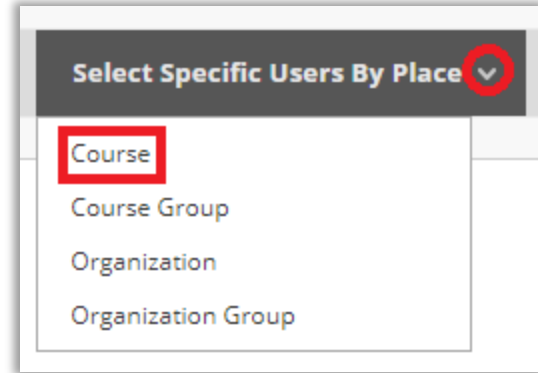 Select Specific Users By Place
Course
Course Group
Organization
Organization Group